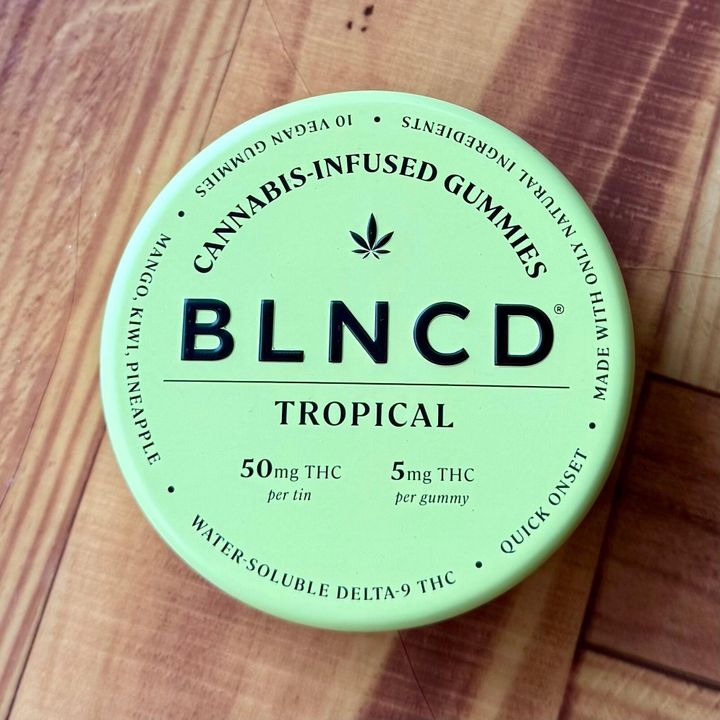 CANNABIS-INFUSED GUMMIES
BLNCD®
TROPICAL
50mg THC
per tin
5mg THC
per gummy
10 VEGAN GUMMIES • MANGO, KIWI, PINEAPPLE • WATER-SOLUBLE DELTA-9 THC • QUICK ONSET • MADE WITH ONLY NATURAL INGREDIENTS •